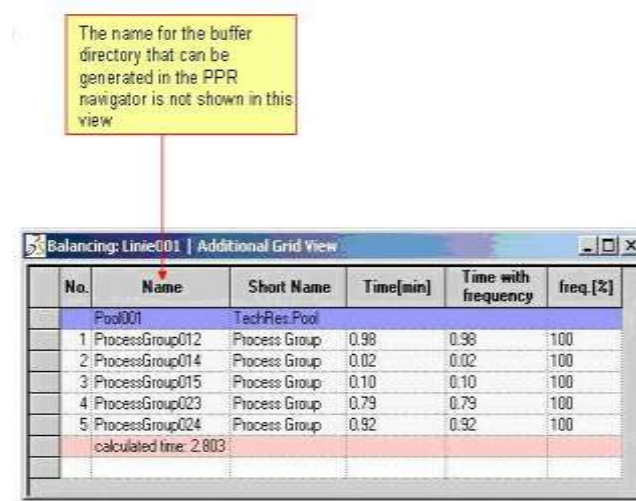 The name for the buffer
directory that can be
generated in the PPR
navigator is not shown in this
view
Balancing: Linie001 | Additional Grid View
No. Name Short Name Time[min] Time with frequency freq.[%]
Pool001 TechRes.Pool
1 ProcessGroup012 Process Group 0.98 0.98 100
2 ProcessGroup014 Process Group 0.02 0.02 100
3 ProcessGroup015 Process Group 0.10 0.10 100
4 ProcessGroup023 Process Group 0.79 0.79 100
5 ProcessGroup024 Process Group 0.92 0.92 100
calculated time: 2.803